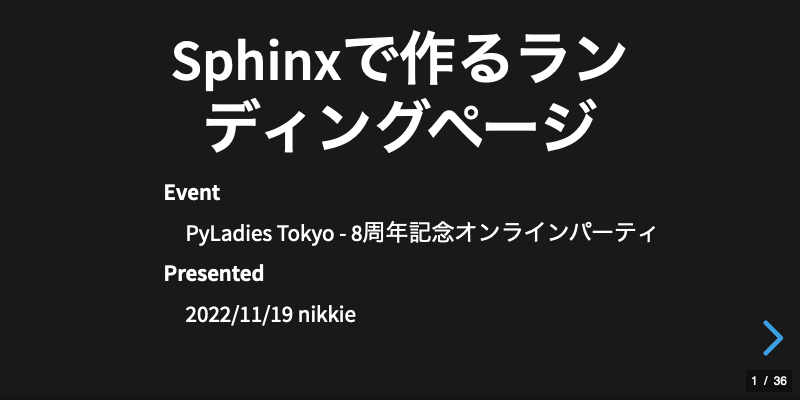 Sphinxで作るラン
ディングページ
Event
PyLadies Tokyo - 8周年記念オンラインパーティ
Presented
2022/11/19 nikkie
1 / 36